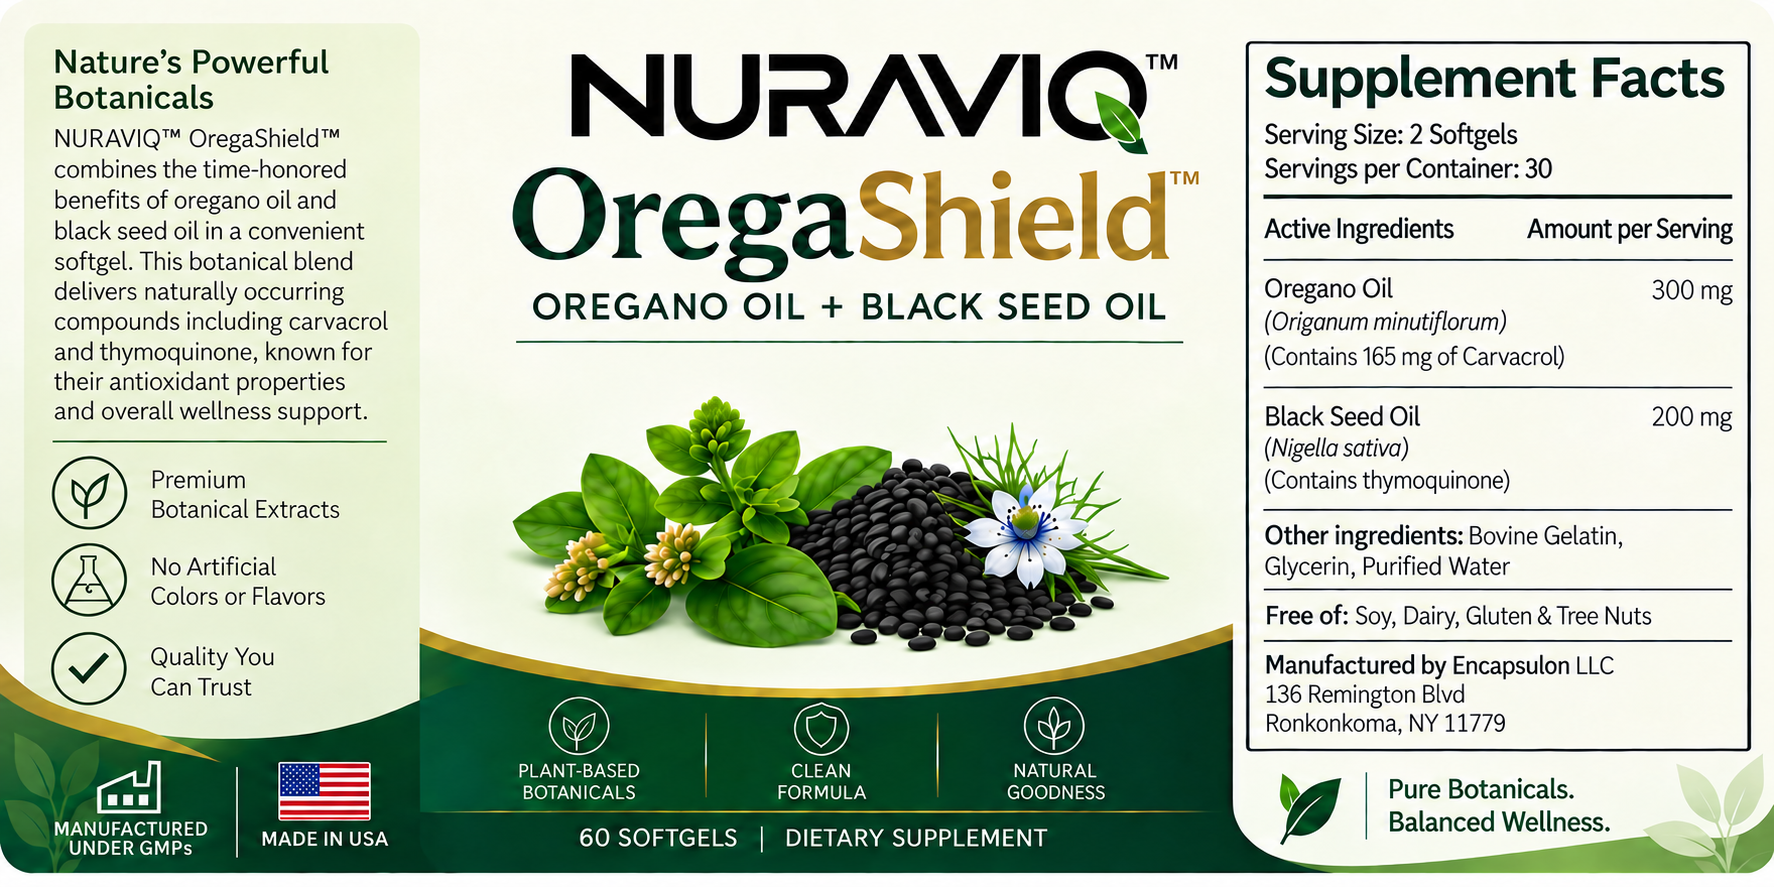 Nature's Powerful
Botanicals
NURAVIQ™ OregaShield™
combines the time-honored
benefits of oregano oil and
black seed oil in a convenient
softgel. This botanical blend
delivers naturally occurring
compounds including carvacrol
and thymoquinone, known for
their antioxidant properties
and overall wellness support.
Premium
Botanical Extracts
No Artificial
Colors or Flavors
Quality You
Can Trust
MANUFACTURED
UNDER GMPs
MADE IN USA
NURAVIQ™
OregaShield™
OREGANO OIL + BLACK SEED OIL
PLANT-BASED
BOTANICALS
CLEAN
FORMULA
NATURAL
GOODNESS
60 SOFTGELS | DIETARY SUPPLEMENT
Supplement Facts
Serving Size: 2 Softgels
Servings per Container: 30
Active Ingredients Amount per Serving
Oregano Oil 300 mg
(Origanum minutiflorum)
(Contains 165 mg of Carvacrol)
Black Seed Oil 200 mg
(Nigella sativa)
(Contains thymoquinone)
Other ingredients: Bovine Gelatin,
Glycerin, Purified Water
Free of: Soy, Dairy, Gluten & Tree Nuts
Manufactured by Encapsulon LLC
136 Remington Blvd
Ronkonkoma, NY 11779
Pure Botanicals.
Balanced Wellness.